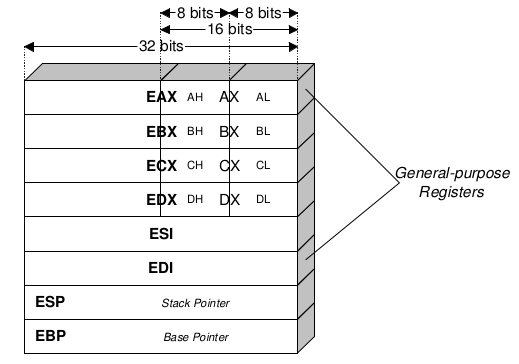 8 bits 8 bits
16 bits
32 bits
EAX AH AX AL
EBX BH BX BL
ECX CH CX CL
EDX DH DX DL
ESI
EDI
ESP Stack Pointer
EBP Base Pointer
General-purpose
Registers